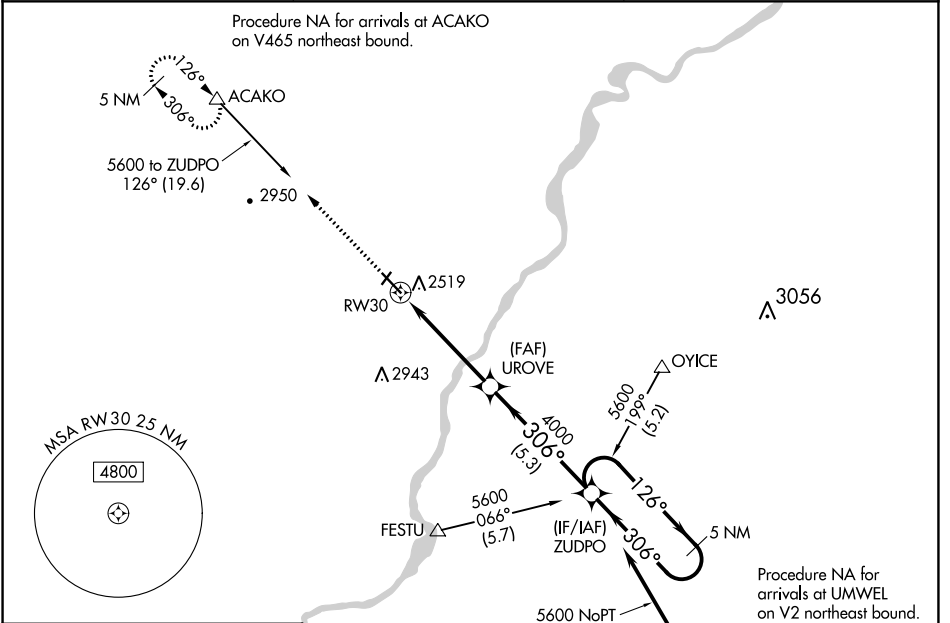 Procedure NA for arrivals at ACAKO
on V465 northeast bound.
126°
ACAKO
5 NM
306°
5600 to ZUDPO
126° (19.6)
2950
2519
RW30
3056
(FAF)
UROVE
OYICE
2943
5600
199°
(5.2)
4000
306°
(5.3)
MSA RW30 25 NM
4800
126°
5600
066°
(5.7)
FESTU
(IF/IAF)
ZUDPO
306°
5 NM
Procedure NA for
arrivals at UMWEL
on V2 northeast bound.
5600 NoPT